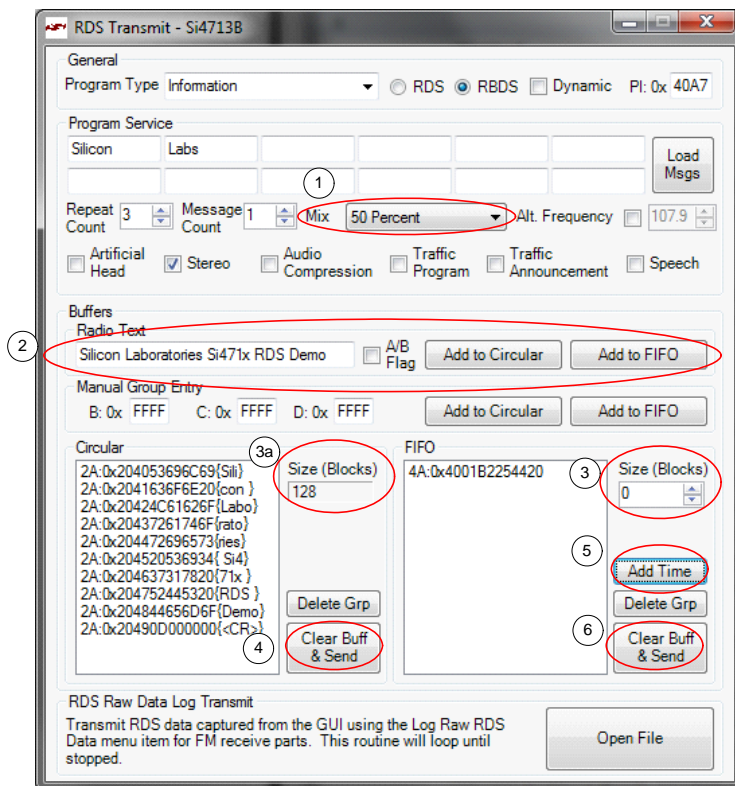 RDS Transmit - Si4713B
General
Program Type Information RDS RBDS Dynamic PI: 0x 40A7
Program Service
Silicon Labs
Load Msgs
1
Repeat Count 3 Message Count 1 Mix 50 Percent Alt. Frequency 107.9
Artificial Head Stereo Audio Compression Traffic Program Traffic Announcement Speech
Buffers
Radio Text
2
Silicon Laboratories Si471x RDS Demo A/B Flag Add to Circular Add to FIFO
Manual Group Entry
B: 0x FFFF C: 0x FFFF D: 0x FFFF Add to Circular Add to FIFO
Circular
2A:0x204053696C69{Sili}
2A:0x2041636F6E20{con }
2A:0x20424C61626F{Labo}
2A:0x20437261746F{rato}
2A:0x204472696573{ries}
2A:0x204520536934{ Si4}
2A:0x204637317820{71x }
2A:0x204752445320{RDS }
2A:0x204844656D6F{Demo}
2A:0x20490D000000{<CR>}
3a
Size (Blocks)
128
Delete Grp
4
Clear Buff & Send
FIFO
4A:0x4001B2254420
3
Size (Blocks)
0
5
Add Time
Delete Grp
6
Clear Buff & Send
RDS Raw Data Log Transmit
Transmit RDS data captured from the GUI using the Log Raw RDS
Data menu item for FM receive parts. This routine will loop until
stopped.
Open File